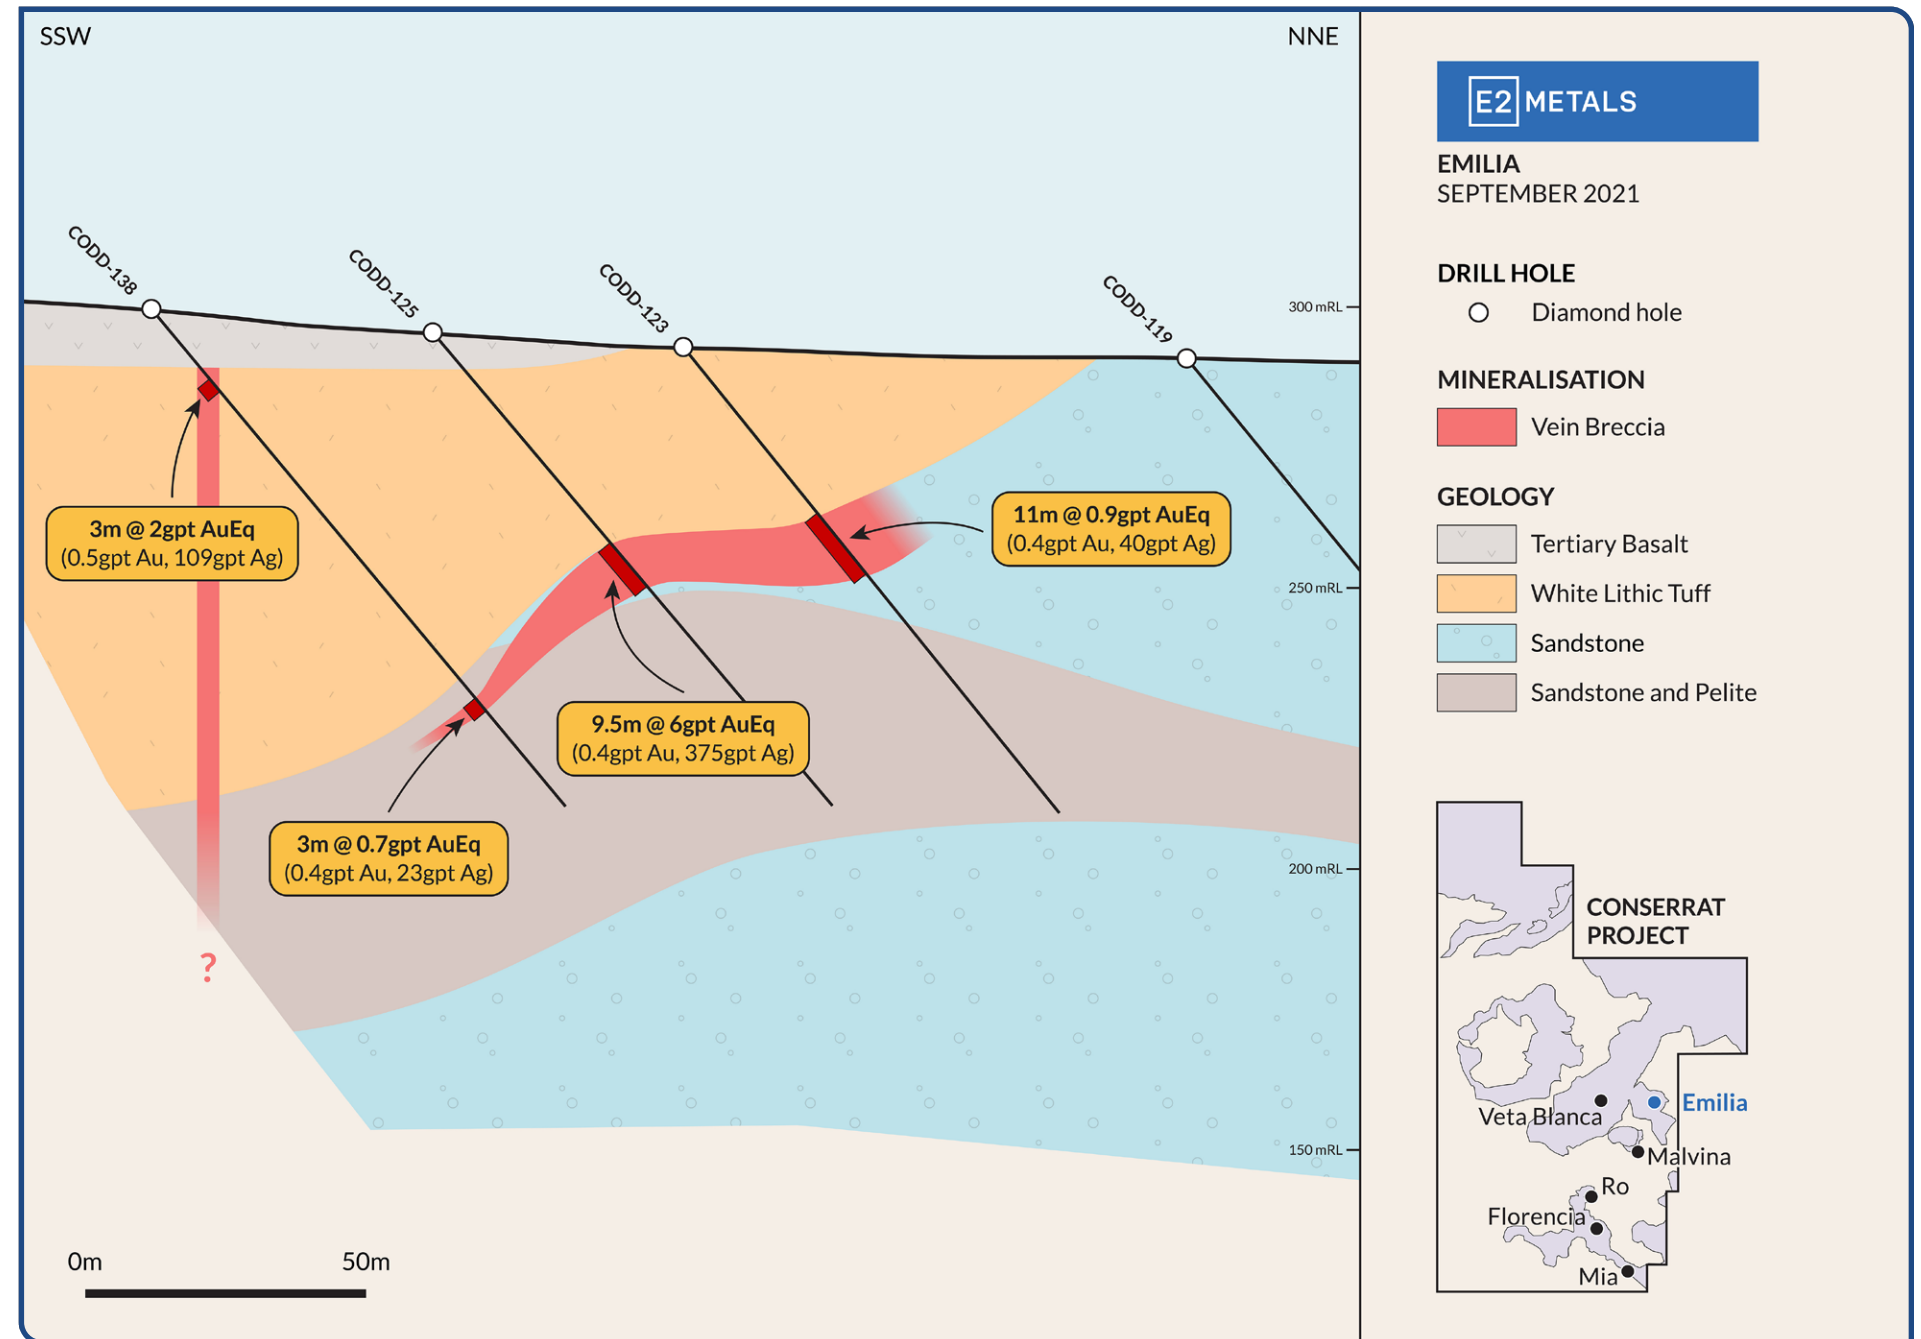 SSW
NNE
CODD-138
CODD-125
CODD-123
CODD-119
300 mRL
250 mRL
200 mRL
150 mRL
3m @ 2gpt AuEq
(0.5gpt Au, 109gpt Ag)
11m @ 0.9gpt AuEq
(0.4gpt Au, 40gpt Ag)
9.5m @ 6gpt AuEq
(0.4gpt Au, 375gpt Ag)
3m @ 0.7gpt AuEq
(0.4gpt Au, 23gpt Ag)
?
0m
50m
E2 METALS
EMILIA
SEPTEMBER 2021
DRILL HOLE
Diamond hole
MINERALISATION
Vein Breccia
GEOLOGY
Tertiary Basalt
White Lithic Tuff
Sandstone
Sandstone and Pelite
CONSERRAT
PROJECT
Veta Blanca
Emilia
Malvina
Ro
Florencia
Mia